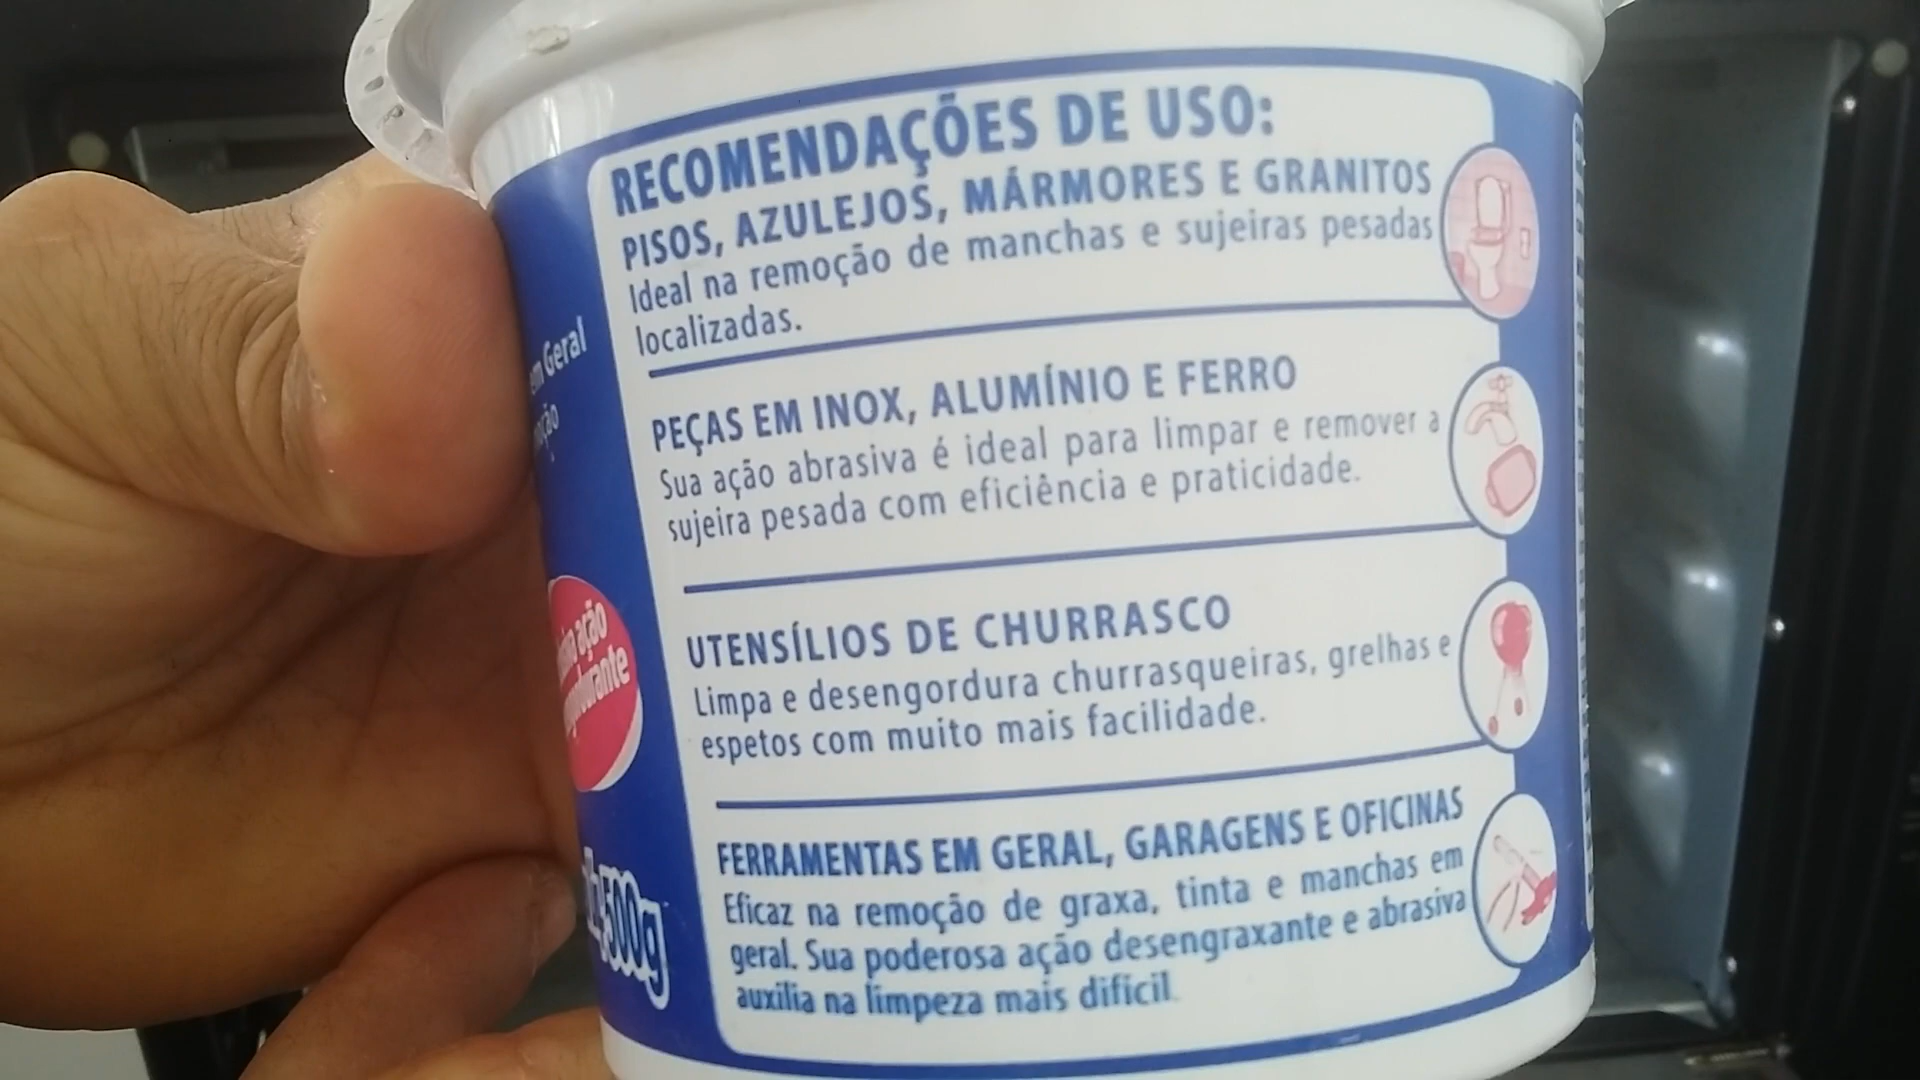 RECOMENDAÇÕES DE USO:
PISOS, AZULEJOS, MÁRMORES E GRANITOS
Ideal na remoção de manchas e sujeiras pesadas
localizadas.
PEÇAS EM INOX, ALUMÍNIO E FERRO
Sua ação abrasiva é ideal para limpar e remover a
sujeira pesada com eficiência e praticidade.
UTENSÍLIOS DE CHURRASCO
Limpa e desengordura churrasqueiras, grelhas e
espetos com muito mais facilidade.
FERRAMENTAS EM GERAL, GARAGENS E OFICINAS
Eficaz na remoção de graxa, tinta e manchas em
geral. Sua poderosa ação desengraxante e abrasiva
auxilia na limpeza mais difícil.
em Geral
ação
500g